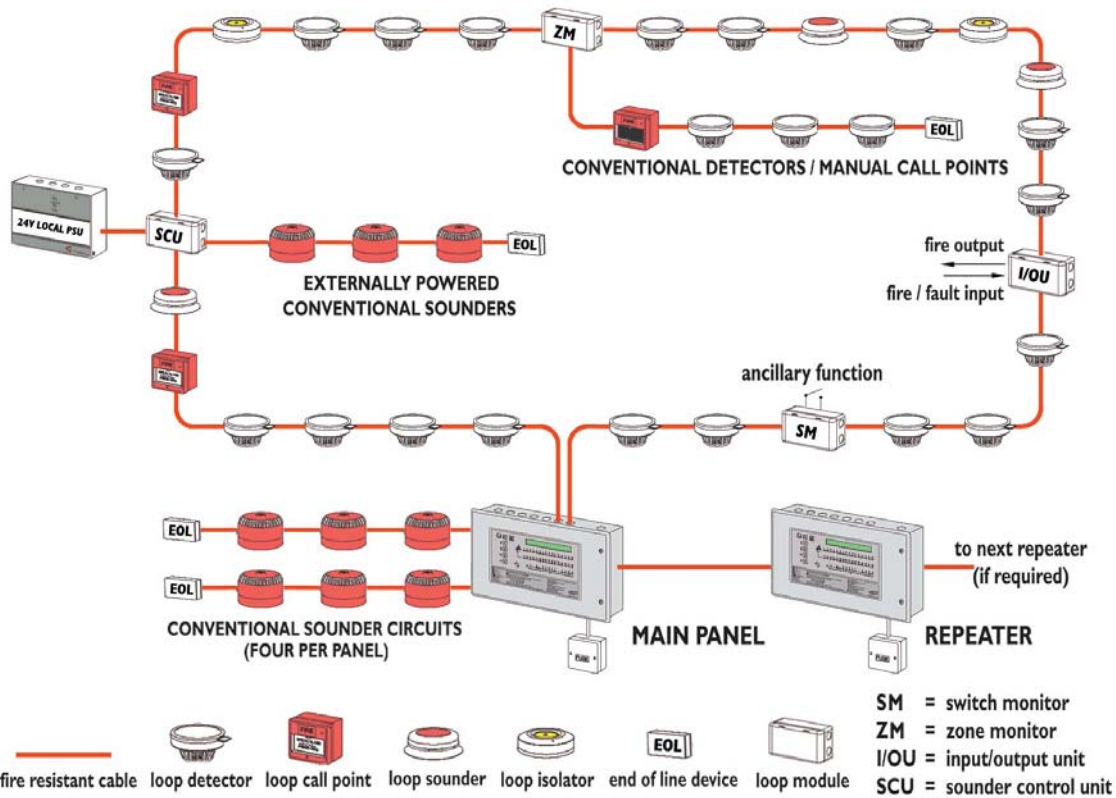 ZM
EOL
CONVENTIONAL DETECTORS / MANUAL CALL POINTS
24V LOCAL PSU
SCU
EOL
EXTERNALLY POWERED
CONVENTIONAL SOUNDERS
fire output
I/OU
fire / fault input
ancillary function
SM
EOL
EOL
CONVENTIONAL SOUNDER CIRCUITS
(FOUR PER PANEL)
MAIN PANEL
REPEATER
to next repeater
(if required)
SM = switch monitor
ZM = zone monitor
I/OU = input/output unit
SCU = sounder control unit
EOL
fire resistant cable
loop detector
loop call point
loop sounder
loop isolator
end of line device
loop module